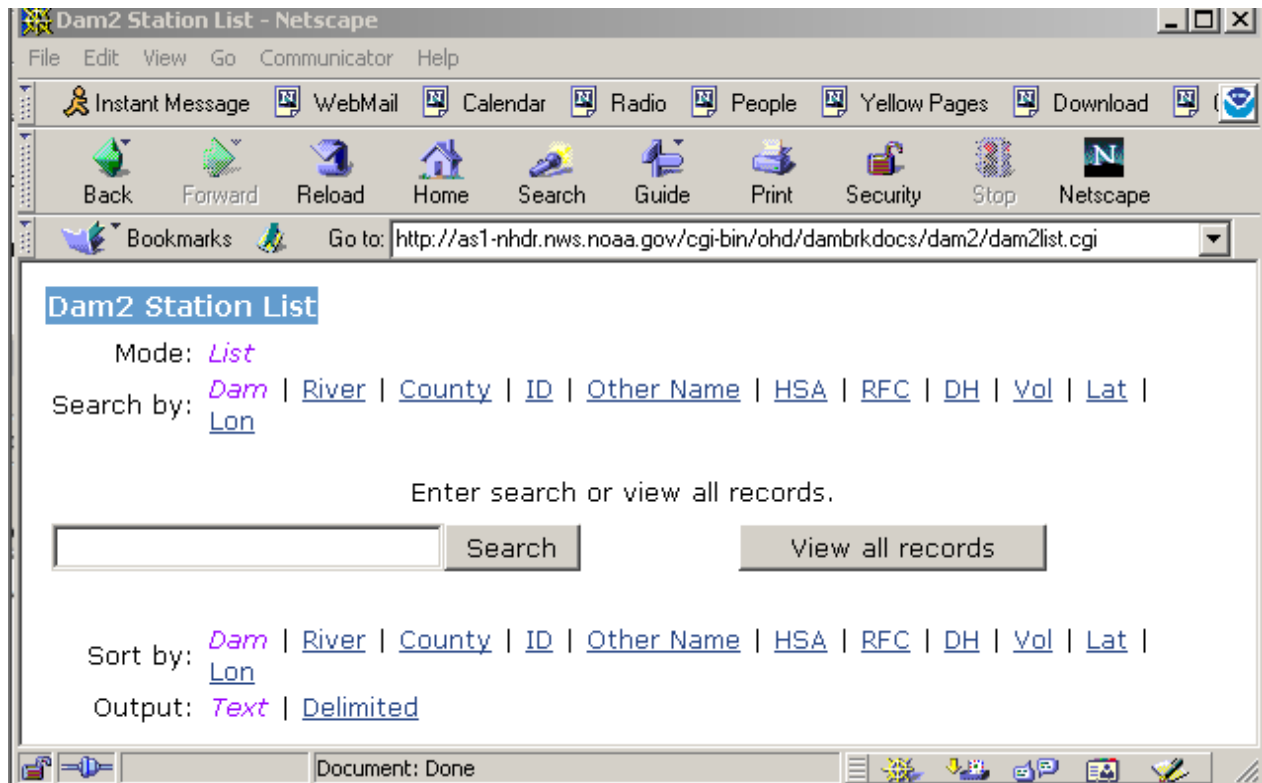 Dam2 Station List - Netscape
File Edit View Go Communicator Help
Instant Message WebMail Calendar Radio People Yellow Pages Download
Back Forward Reload Home Search Guide Print Security Stop Netscape
Bookmarks Go to: http://as1-nhdr.nws.noaa.gov/cgi-bin/ohd/dambrkdocs/dam2/dam2list.cgi
Dam2 Station List
Mode: List
Search by: Dam | River | County | ID | Other Name | HSA | RFC | DH | Vol | Lat |
Lon
Enter search or view all records.
Search View all records
Sort by: Dam | River | County | ID | Other Name | HSA | RFC | DH | Vol | Lat |
Lon
Output: Text | Delimited
Document: Done